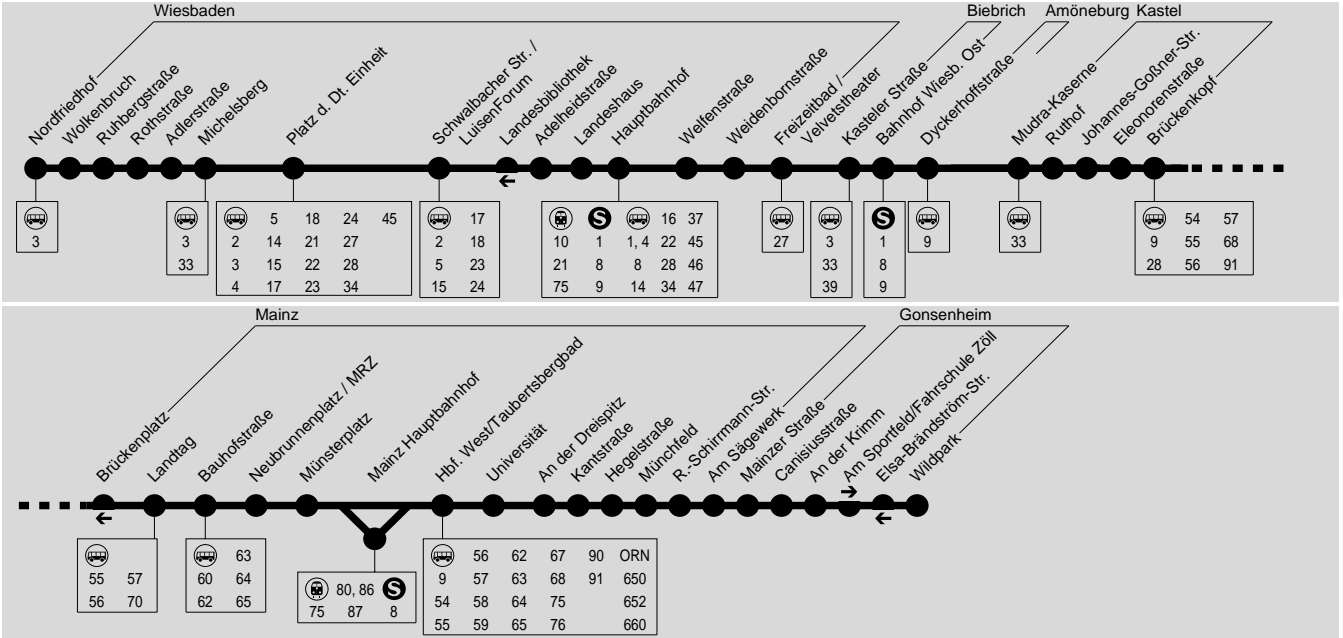 Wiesbaden
Biebrich
Amöneburg
Kastel
Nordfriedhof
Wolkenbruch
Ruhbergstraße
Rothstraße
Adlerstraße
Michelsberg
Platz d. Dt. Einheit
Schwalbacher Str. /
LuisenForum
Landesbibliothek
Adelheidstraße
Landeshaus
Hauptbahnhof
Welfenstraße
Weidenbornstraße
Freizeitbad /
Velvetstheater
Kasteler Straße
Bahnhof Wiesb. Ost
Dyckerhoffstraße
Mudra-Kaserne
Ruthof
Johannes-Goßner-Str.
Eleonorenstraße
Brückenkopf
3
3
33
5 18 24 45
2 14 21 27
3 15 22 28
4 17 23 34
17
2 18
5 23
15 24
S 16 37
10 1 1, 4 22 45
21 8 8 28 46
75 9 14 34 47
27
3
33
39
S
1
8
9
9
33
54 57
9 55 68
28 56 91
Mainz
Gonsenheim
Brückenplatz
Landtag
Bauhofstraße
Neubrunnenplatz / MRZ
Münsterplatz
Mainz Hauptbahnhof
Hbf. West/Taubertsbergbad
Universität
An der Dreispitz
Kantstraße
Hegelstraße
Münchfeld
R.-Schirrmann-Str.
Am Sägewerk
Mainzer Straße
Canisiusstraße
An der Krimm
Am Sportfeld/Fahrschule Zöll
Elsa-Brändström-Str.
Wildpark
55 57
56 70
63
60 64
62 65
80, 86 S
75 87 8
56 62 67 90 ORN
9 57 63 68 91 650
54 58 64 75 652
55 59 65 76 660